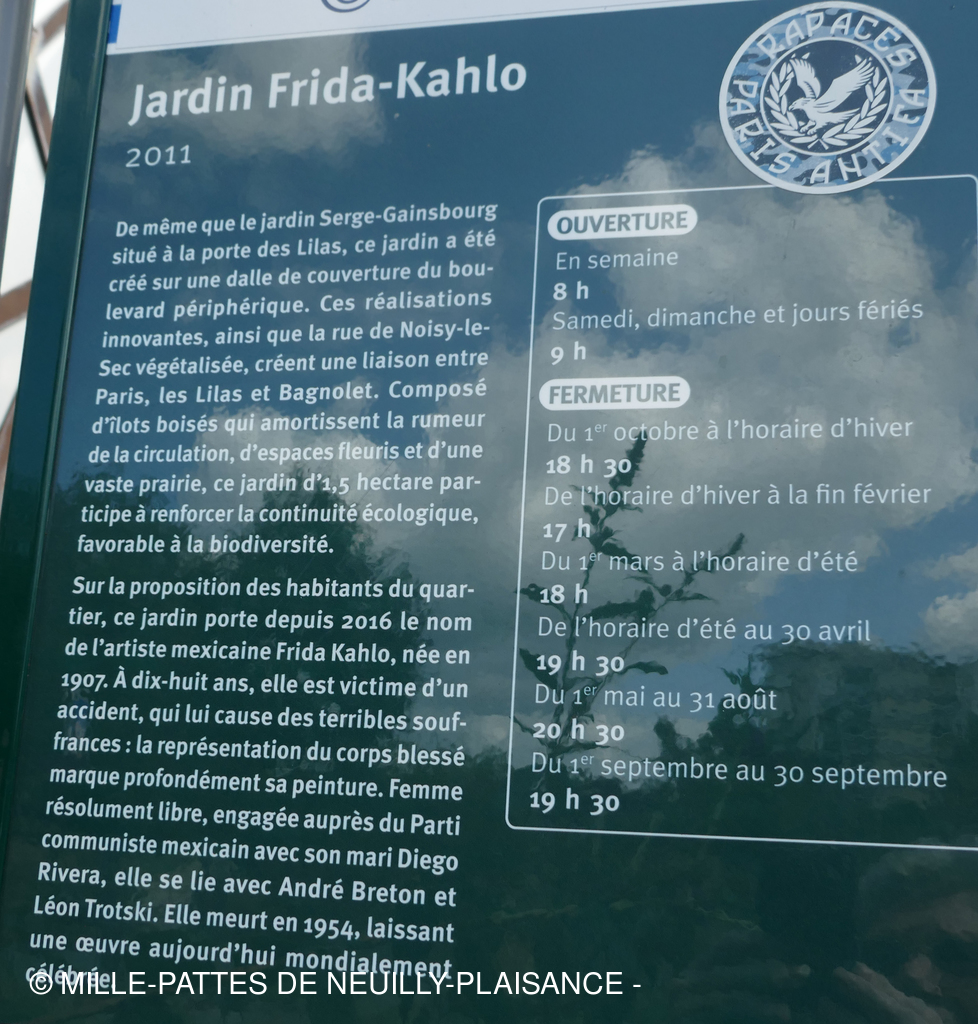 Jardin Frida-Kahlo
2011
De même que le jardin Serge-Gainsbourg
situé à la porte des Lilas, ce jardin a été
créé sur une dalle de couverture du bou-
levard périphérique. Ces réalisations
innovantes, ainsi que la rue de Noisy-le-
Sec végétalisée, créent une liaison entre
Paris, les Lilas et Bagnolet. Composé
d'îlots boisés qui amortissent la rumeur
de la circulation, d'espaces fleuris et d'une
vaste prairie, ce jardin d'1,5 hectare par-
ticipe à renforcer la continuité écologique,
favorable à la biodiversité.
Sur la proposition des habitants du quar-
tier, ce jardin porte depuis 2016 le nom
de l'artiste mexicaine Frida Kahlo, née en
1907. À dix-huit ans, elle est victime d'un
accident, qui lui cause des terribles souf-
frances : la représentation du corps blessé
marque profondément sa peinture. Femme
résolument libre, engagée auprès du Parti
communiste mexicain avec son mari Diego
Rivera, elle se lie avec André Breton et
Léon Trotski. Elle meurt en 1954, laissant
une œuvre aujourd'hui mondialement
célébrée
RAPACES
PARIS ANTIFA
OUVERTURE
En semaine
8 h
Samedi, dimanche et jours fériés
9 h
FERMETURE
Du 1er octobre à l'horaire d'hiver
18 h 30
De l'horaire d'hiver à la fin février
17 h
Du 1er mars à l'horaire d'été
18 h
De l'horaire d'été au 30 avril
19 h 30
Du 1er mai au 31 août
20 h 30
Du 1er septembre au 30 septembre
19 h 30
© MILLE-PATTES DE NEUILLY-PLAISANCE -